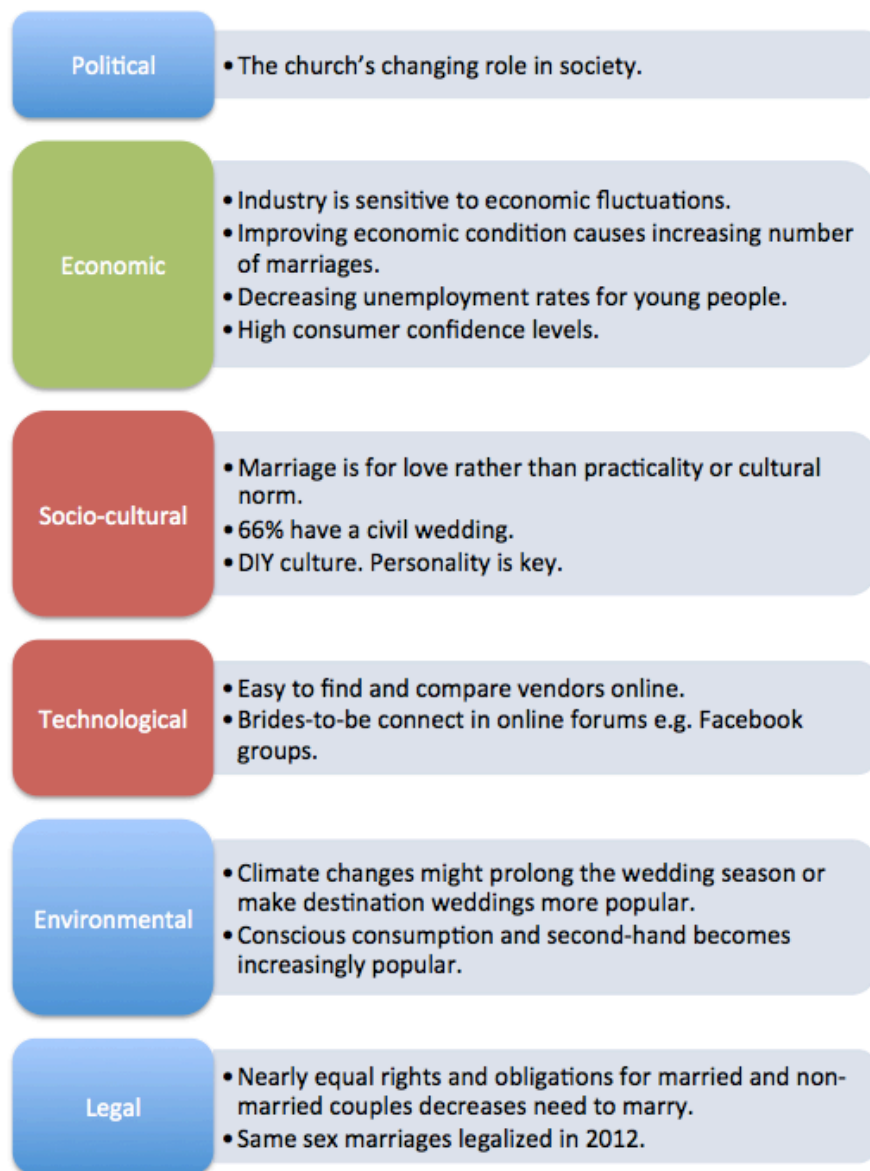 Political
• The church's changing role in society.
Economic
• Industry is sensitive to economic fluctuations.
• Improving economic condition causes increasing number
of marriages.
• Decreasing unemployment rates for young people.
• High consumer confidence levels.
Socio-cultural
• Marriage is for love rather than practicality or cultural
norm.
• 66% have a civil wedding.
• DIY culture. Personality is key.
Technological
• Easy to find and compare vendors online.
• Brides-to-be connect in online forums e.g. Facebook
groups.
Environmental
• Climate changes might prolong the wedding season or
make destination weddings more popular.
• Conscious consumption and second-hand becomes
increasingly popular.
Legal
• Nearly equal rights and obligations for married and non-
married couples decreases need to marry.
• Same sex marriages legalized in 2012.